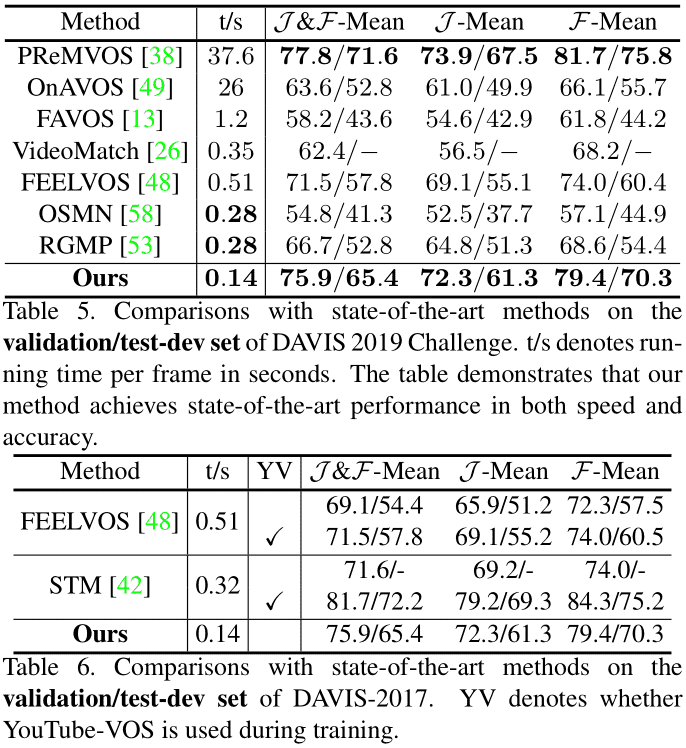 Method t/s J&F-Mean J-Mean F-Mean
PReMVOS [38] 37.6 77.8/71.6 73.9/67.5 81.7/75.8
OnAVOS [49] 26 63.6/52.8 61.0/49.9 66.1/55.7
FAVOS [13] 1.2 58.2/43.6 54.6/42.9 61.8/44.2
VideoMatch [26] 0.35 62.4/− 56.5/− 68.2/−
FEELVOS [48] 0.51 71.5/57.8 69.1/55.1 74.0/60.4
OSMN [58] 0.28 54.8/41.3 52.5/37.7 57.1/44.9
RGMP [53] 0.28 66.7/52.8 64.8/51.3 68.6/54.4
Ours 0.14 75.9/65.4 72.3/61.3 79.4/70.3
Table 5. Comparisons with state-of-the-art methods on the
validation/test-dev set of DAVIS 2019 Challenge. t/s denotes run-
ning time per frame in seconds. The table demonstrates that our
method achieves state-of-the-art performance in both speed and
accuracy.
Method t/s YV J&F-Mean J-Mean F-Mean
FEELVOS [48] 0.51 69.1/54.4 65.9/51.2 72.3/57.5
✓ 71.5/57.8 69.1/55.2 74.0/60.5
STM [42] 0.32 71.6/- 69.2/- 74.0/-
✓ 81.7/72.2 79.2/69.3 84.3/75.2
Ours 0.14 75.9/65.4 72.3/61.3 79.4/70.3
Table 6. Comparisons with state-of-the-art methods on the
validation/test-dev set of DAVIS-2017. YV denotes whether
YouTube-VOS is used during training.